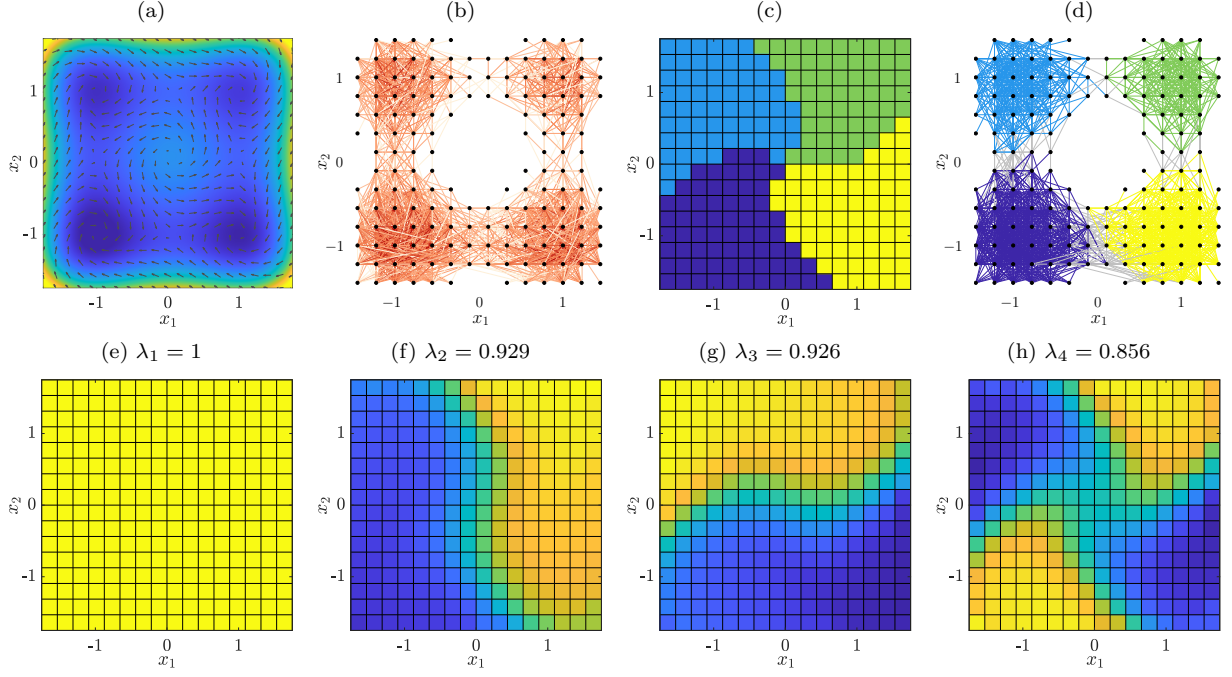 (a) (b) (c) (d)
1 1 1 1
x₂ 0 x₂ 0 x₂ 0 x₂ 0
-1 −1 -1 −1
-1 0 1 −1 0 1 -1 0 1 −1 0 1
x₁ x₁ x₁ x₁
(e) λ₁ = 1 (f) λ₂ = 0.929 (g) λ₃ = 0.926 (h) λ₄ = 0.856
1 1 1 1
x₂ 0 x₂ 0 x₂ 0 x₂ 0
-1 -1 -1 -1
-1 0 1 -1 0 1 -1 0 1 -1 0 1
x₁ x₁ x₁ x₁